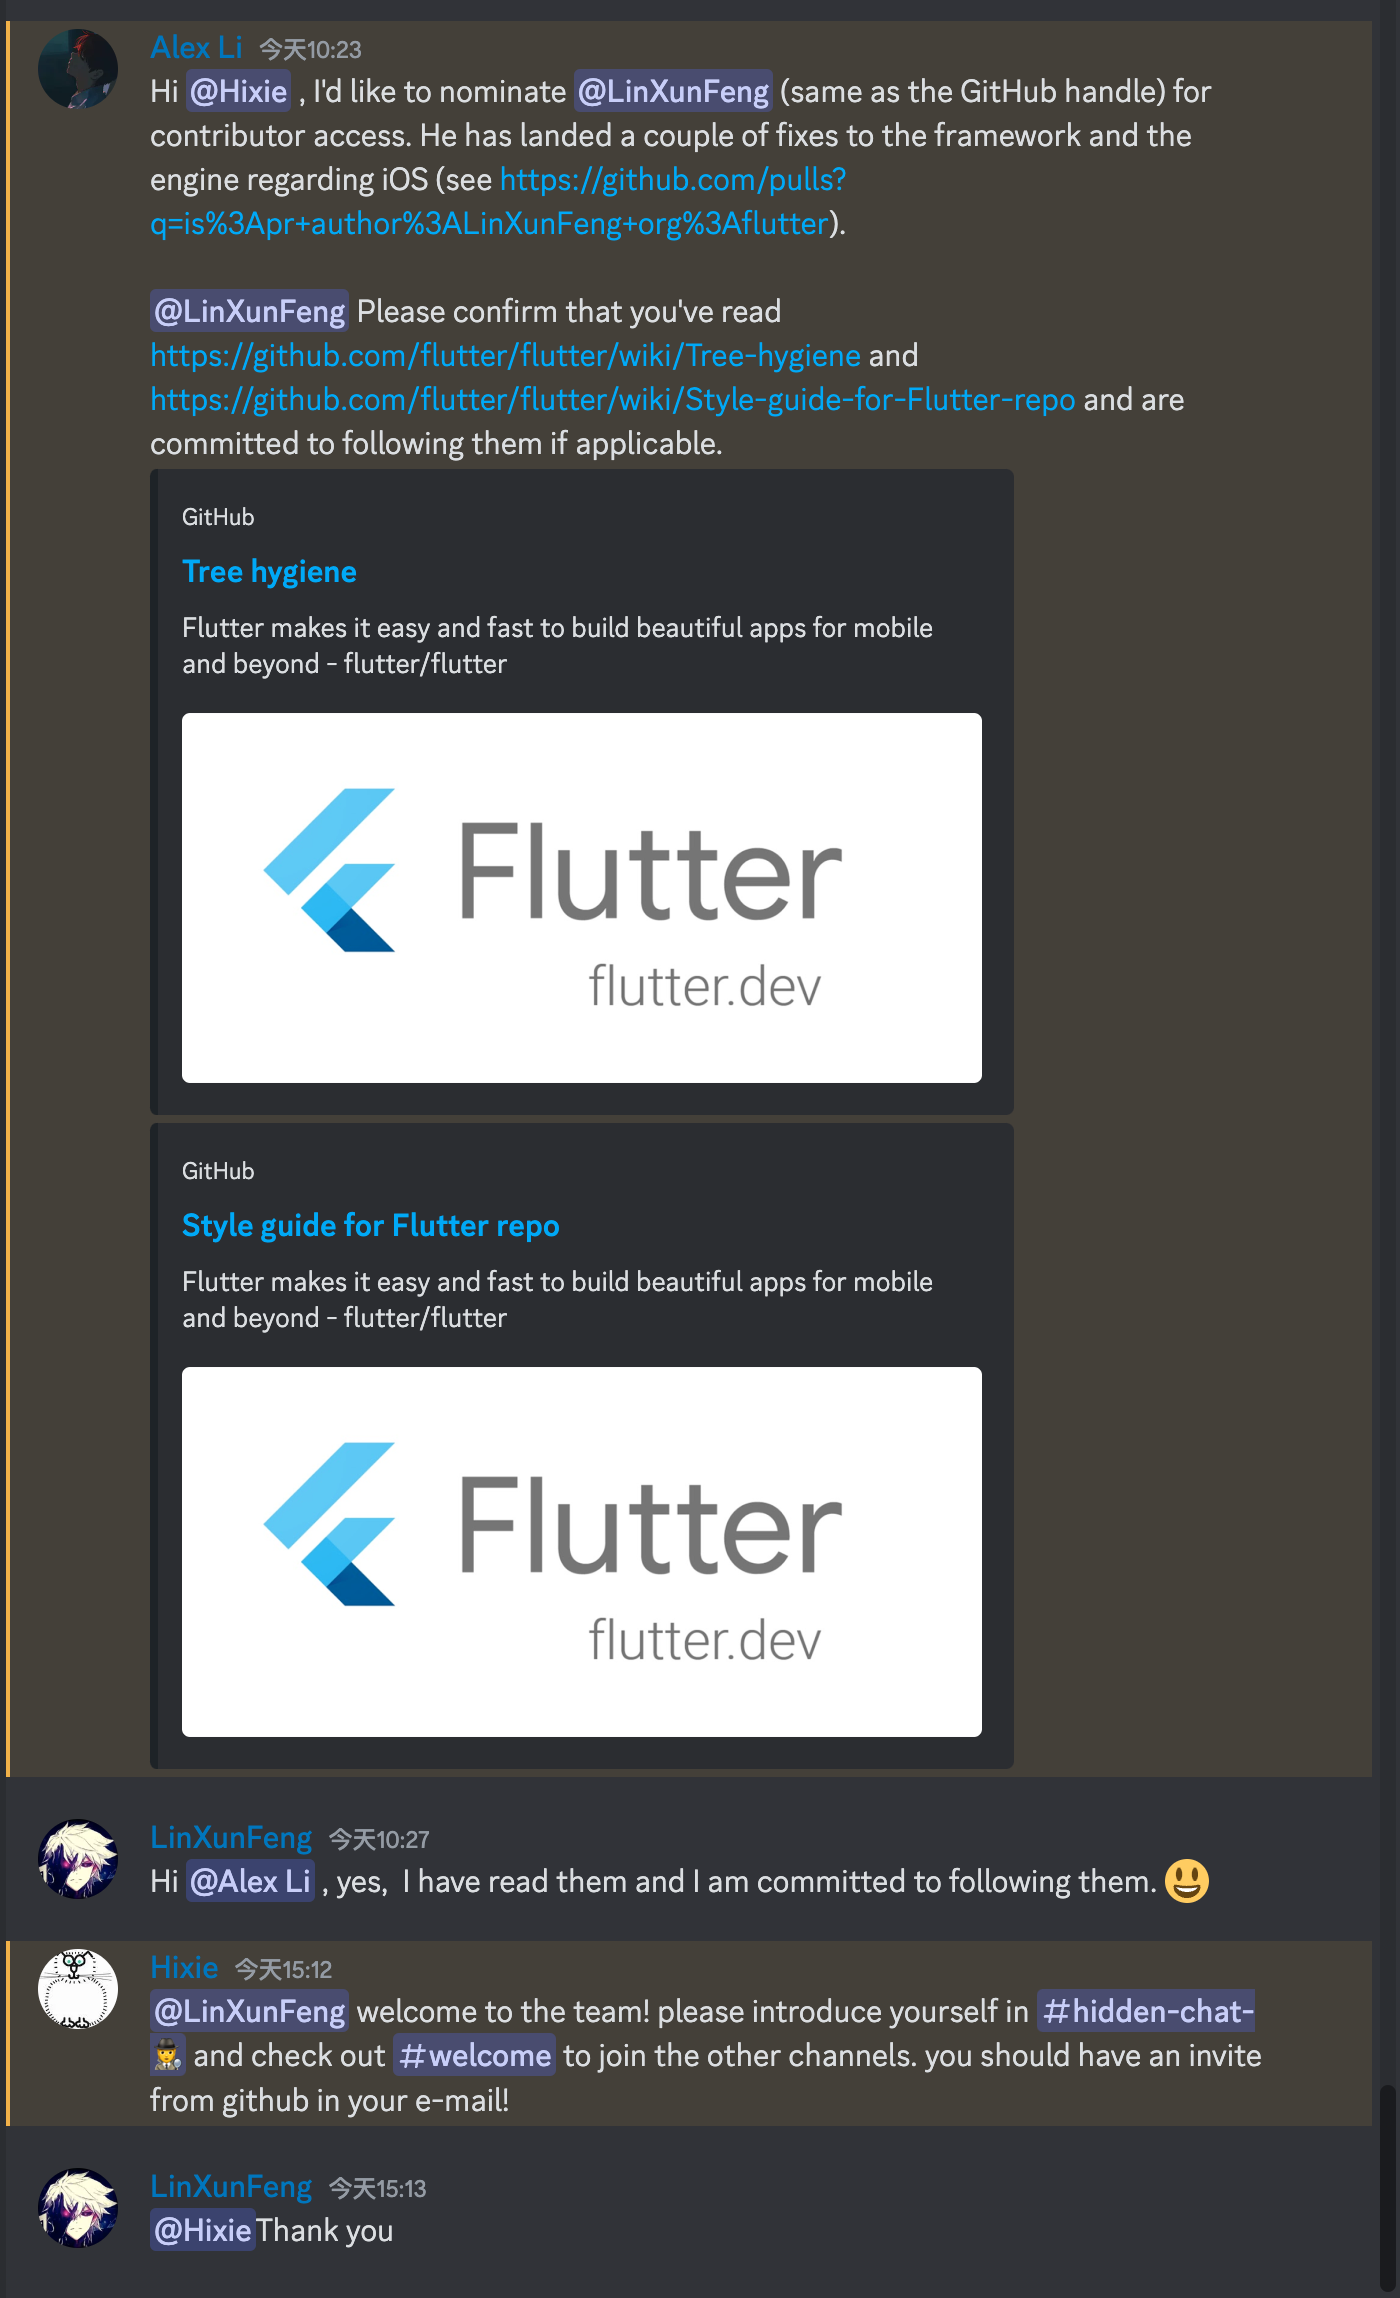 Alex Li 今天10:23
Hi @Hixie , I'd like to nominate @LinXunFeng (same as the GitHub handle) for
contributor access. He has landed a couple of fixes to the framework and the
engine regarding iOS (see https://github.com/pulls?
q=is%3Apr+author%3ALinXunFeng+org%3Aflutter).
@LinXunFeng Please confirm that you've read
https://github.com/flutter/flutter/wiki/Tree-hygiene and
https://github.com/flutter/flutter/wiki/Style-guide-for-Flutter-repo and are
committed to following them if applicable.
GitHub
Tree hygiene
Flutter makes it easy and fast to build beautiful apps for mobile
and beyond - flutter/flutter
Flutter
flutter.dev
GitHub
Style guide for Flutter repo
Flutter makes it easy and fast to build beautiful apps for mobile
and beyond - flutter/flutter
Flutter
flutter.dev
LinXunFeng 今天10:27
Hi @Alex Li , yes,  I have read them and I am committed to following them. 😃
Hixie 今天15:12
@LinXunFeng welcome to the team! please introduce yourself in #hidden-chat-
🕵️ and check out #welcome to join the other channels. you should have an invite
from github in your e-mail!
LinXunFeng 今天15:13
@HixieThank you